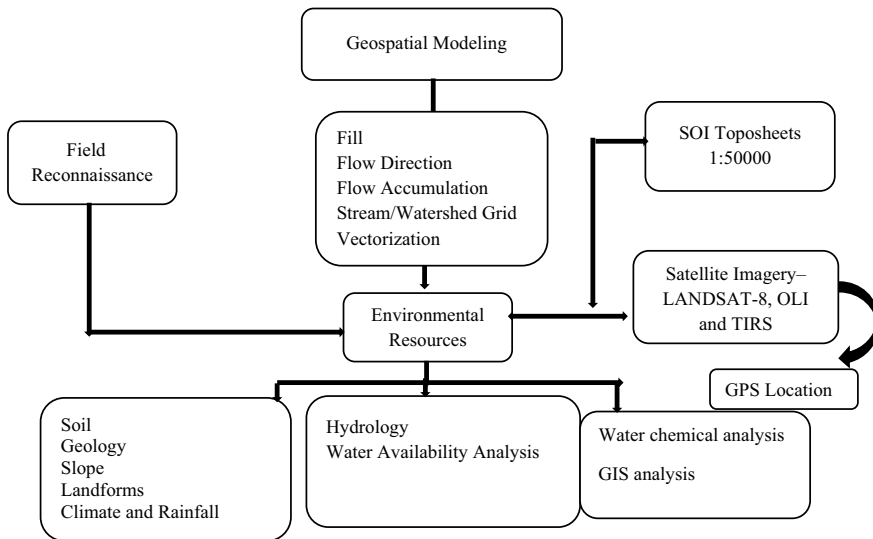 Geospatial Modeling
Field
Reconnaissance
Fill
Flow Direction
Flow Accumulation
Stream/Watershed Grid
Vectorization
SOI Toposheets
1:50000
Satellite Imagery–
LANDSAT-8, OLI
and TIRS
Environmental
Resources
GPS Location
Soil
Geology
Slope
Landforms
Climate and Rainfall
Hydrology
Water Availability Analysis
Water chemical analysis
GIS analysis